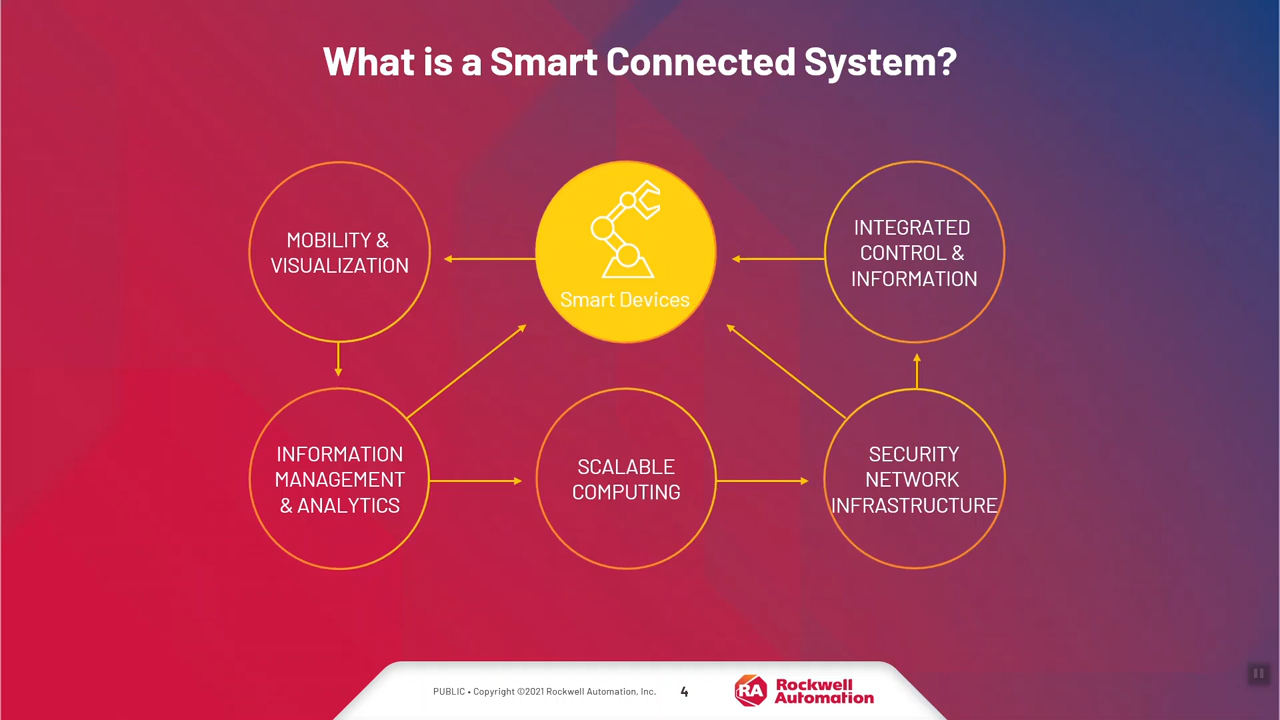 What is a Smart Connected System?
MOBILITY &
VISUALIZATION
Smart Devices
INTEGRATED
CONTROL &
INFORMATION
INFORMATION
MANAGEMENT
& ANALYTICS
SCALABLE
COMPUTING
SECURITY
NETWORK
INFRASTRUCTURE
PUBLIC • Copyright ©2021 Rockwell Automation, Inc.
4
RA
Rockwell
Automation